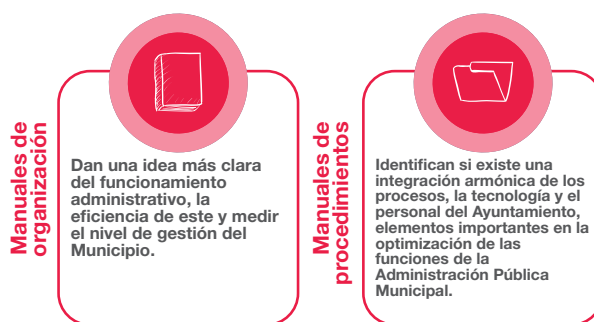 Manuales de
organización
Dan una idea más clara
del funcionamiento
administrativo, la
eficiencia de este y medir
el nivel de gestión del
Municipio.
Manuales de
procedimientos
Identifican si existe una
integración armónica de los
procesos, la tecnología y el
personal del Ayuntamiento,
elementos importantes en la
optimización de las
funciones de la
Administración Pública
Municipal.